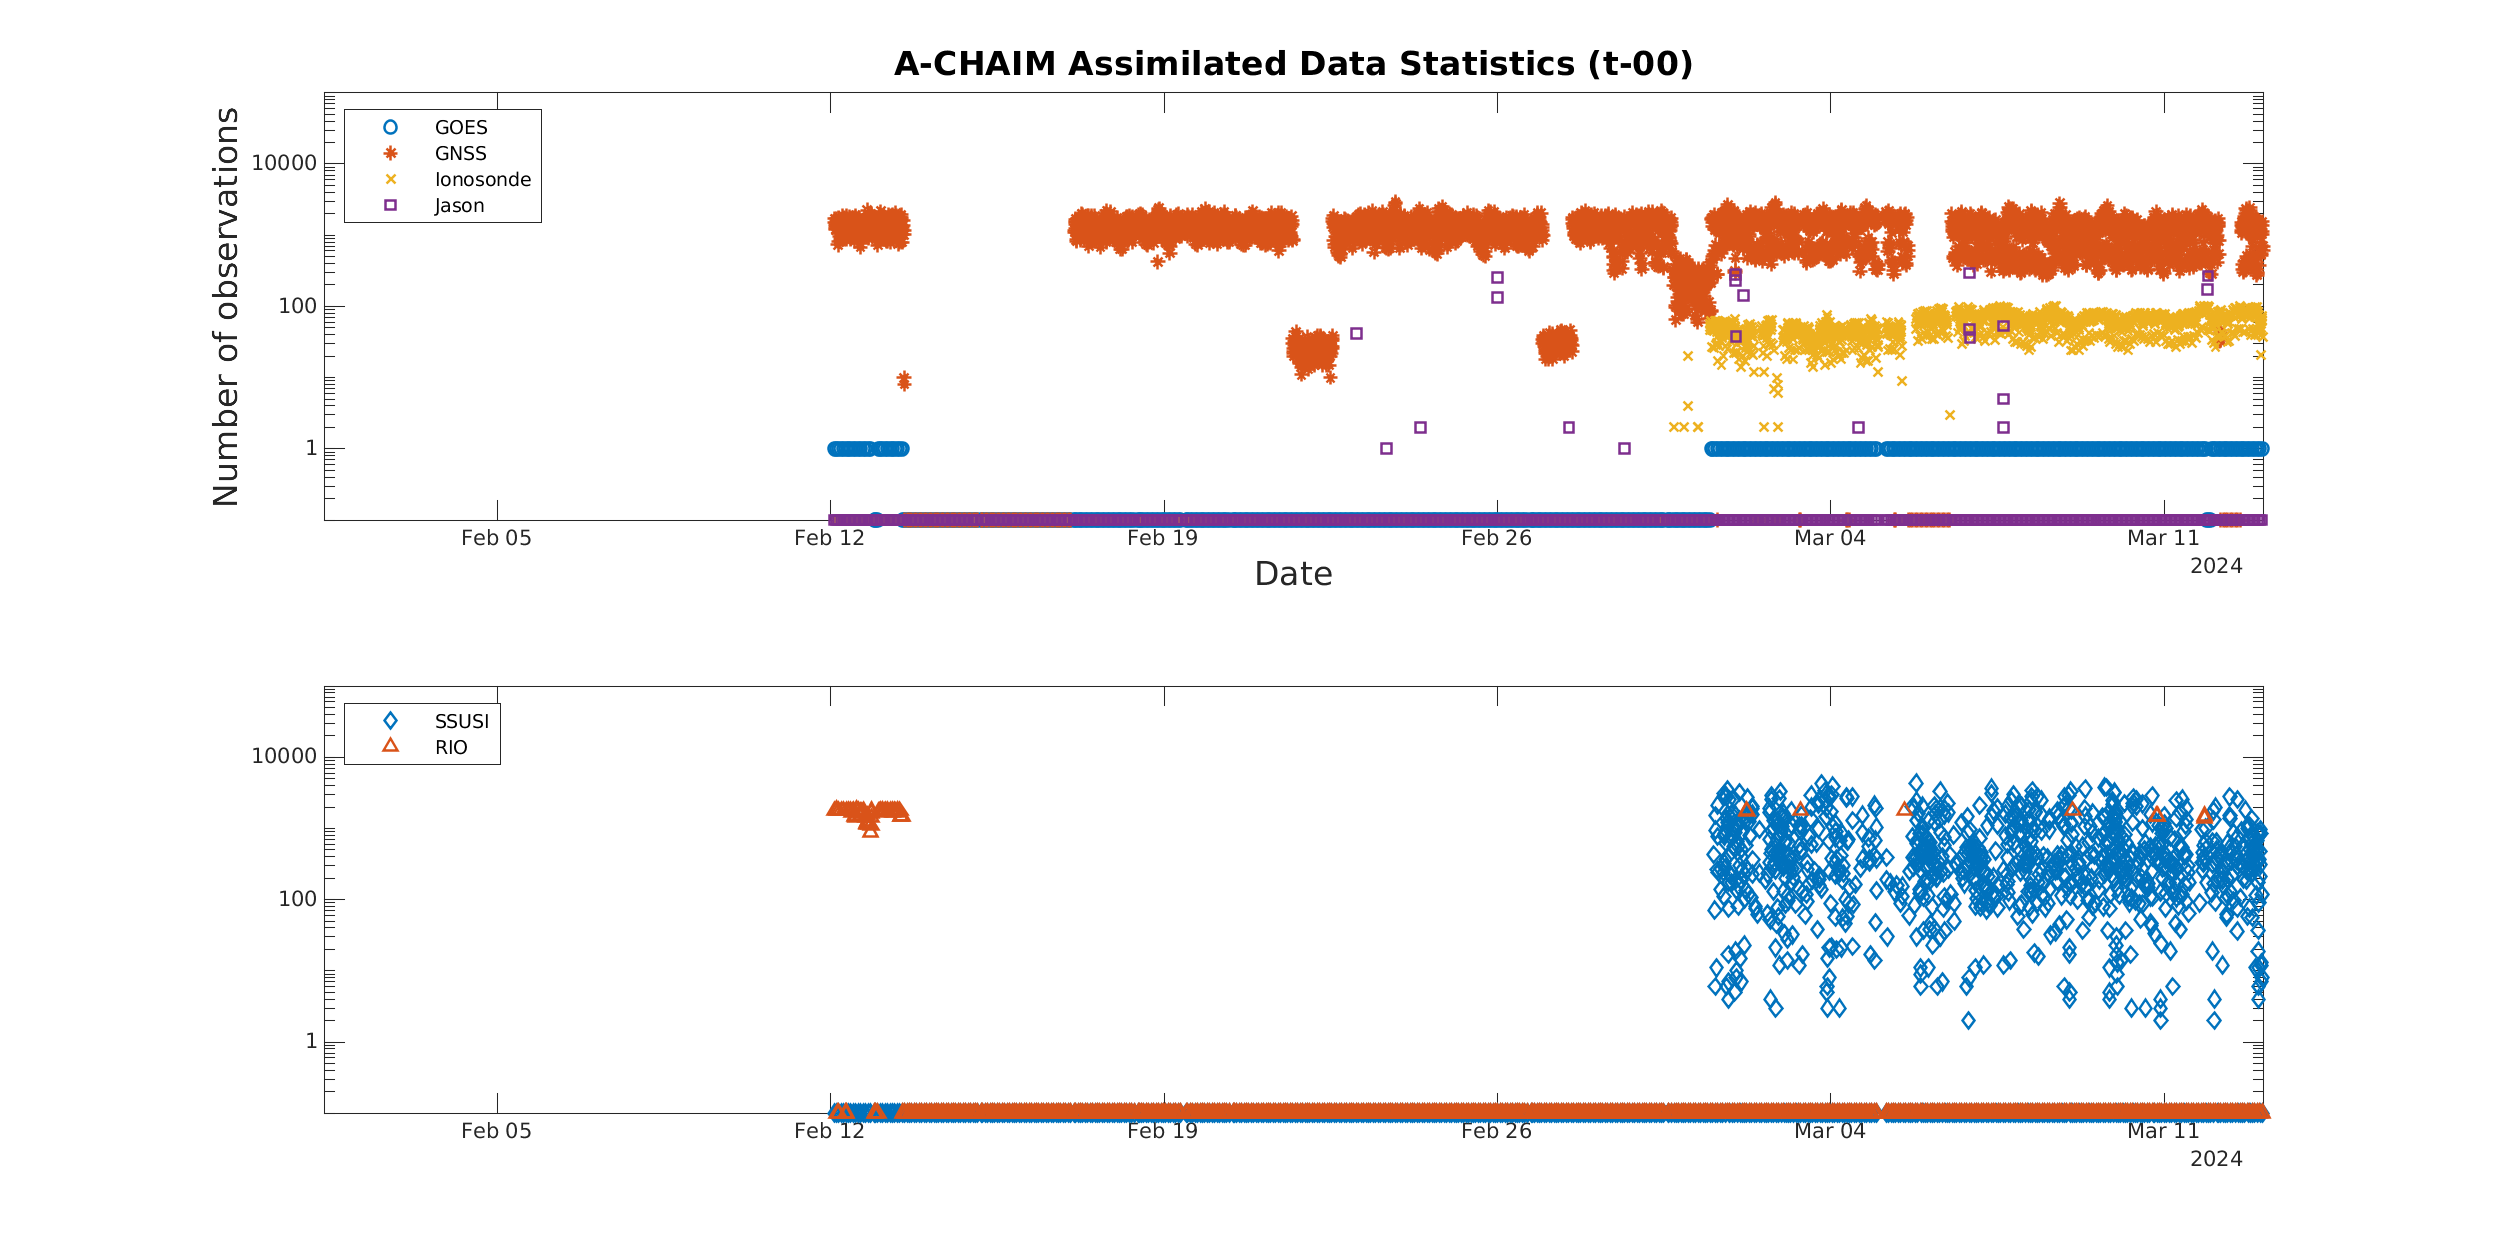 A-CHAIM Assimilated Data Statistics (t-00)
Number of observations
GOES
GNSS
Ionosonde
Jason
10000
100
1
Feb 05
Feb 12
Feb 19
Feb 26
Mar 04
Mar 11
2024
Date
SSUSI
RIO
10000
100
1
Feb 05
Feb 12
Feb 19
Feb 26
Mar 04
Mar 11
2024